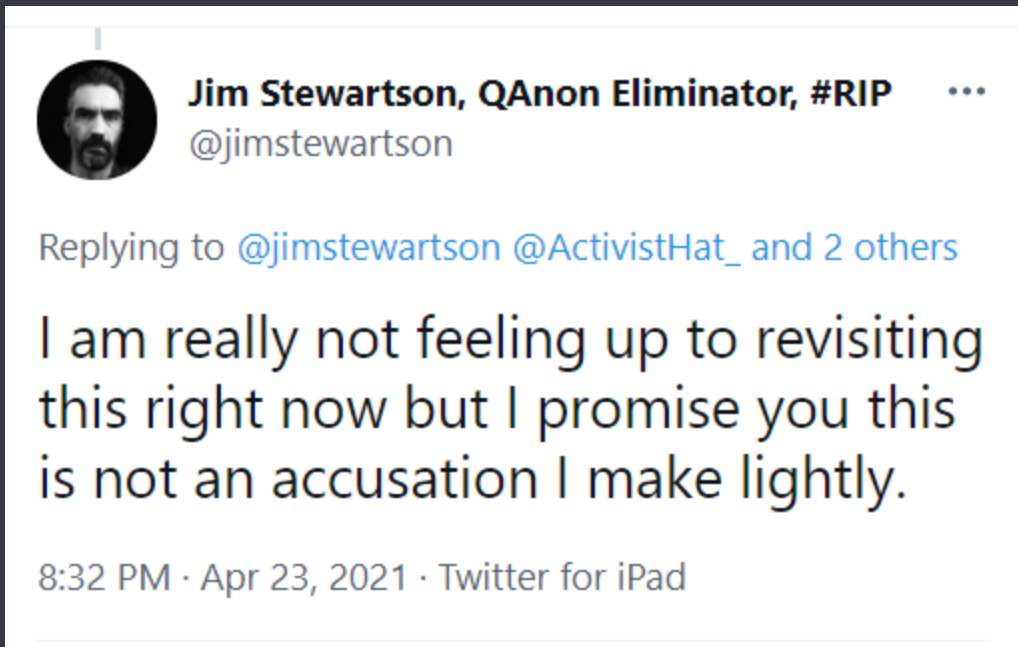 Jim Stewartson, QAnon Eliminator, #RIP
@jimstewartson
Replying to @jimstewartson @ActivistHat_ and 2 others
I am really not feeling up to revisiting
this right now but I promise you this
is not an accusation I make lightly.
8:32 PM · Apr 23, 2021 · Twitter for iPad